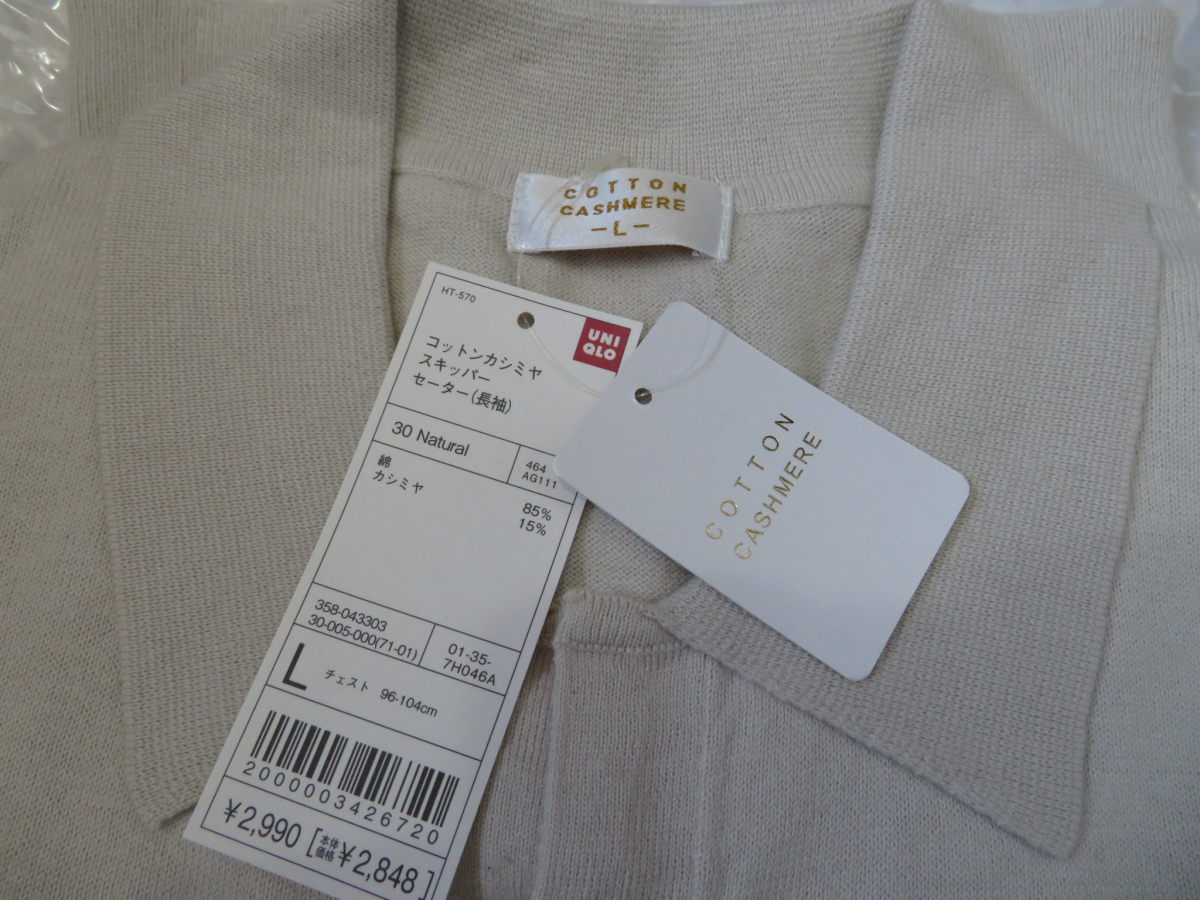 COTTON
CASHMERE
-L-
HT-570
UNI
QLO
コットンカシミヤ
スキッパー
セーター(長袖)
30 Natural
464
AG111
綿 85%
カシミヤ 15%
358-043303
30-005-000(71-01)
01-35-
7H046A
L チェスト 96-104cm
2000003426720
¥2,990 [本体価格¥2,848]
COTTON
CASHMERE